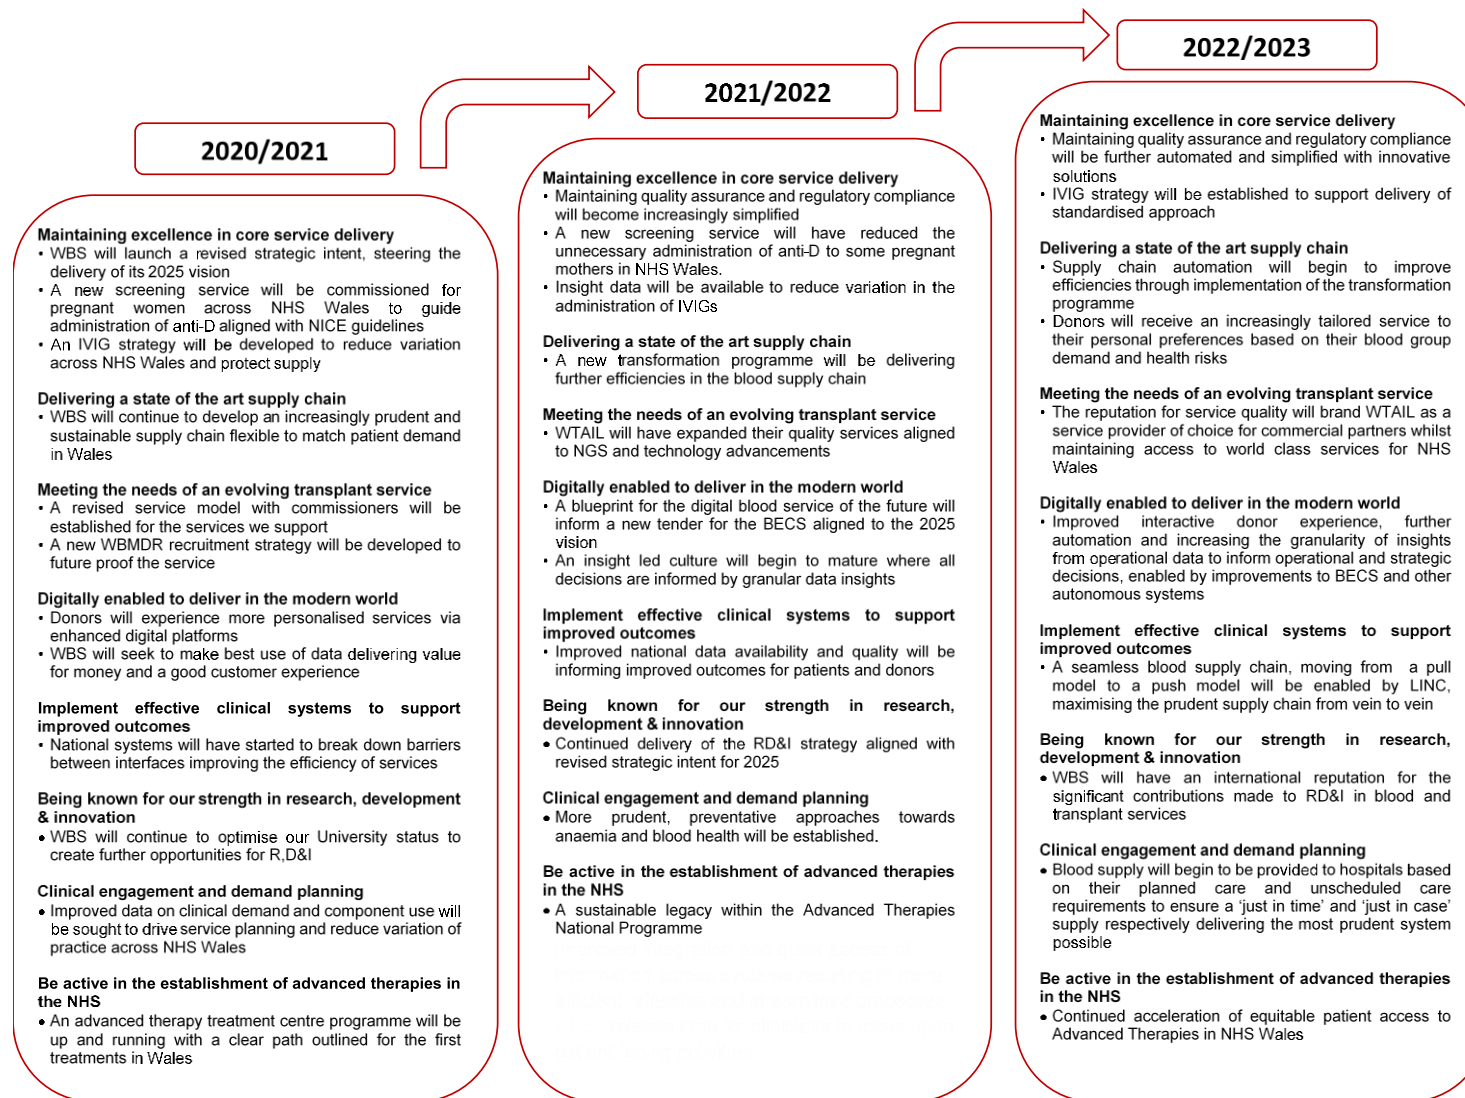 2020/2021
Maintaining excellence in core service delivery
• WBS will launch a revised strategic intent, steering the
delivery of its 2025 vision
• A new screening service will be commissioned for
pregnant women across NHS Wales to guide
administration of anti-D aligned with NICE guidelines
• An IVIG strategy will be developed to reduce variation
across NHS Wales and protect supply
Delivering a state of the art supply chain
• WBS will continue to develop an increasingly prudent and
sustainable supply chain flexible to match patient demand
in Wales
Meeting the needs of an evolving transplant service
• A revised service model with commissioners will be
established for the services we support
• A new WBMDR recruitment strategy will be developed to
future proof the service
Digitally enabled to deliver in the modern world
• Donors will experience more personalised services via
enhanced digital platforms
• WBS will seek to make best use of data delivering value
for money and a good customer experience
Implement effective clinical systems to support
improved outcomes
• National systems will have started to break down barriers
between interfaces improving the efficiency of services
Being known for our strength in research, development
& innovation
• WBS will continue to optimise our University status to
create further opportunities for R,D&I
Clinical engagement and demand planning
• Improved data on clinical demand and component use will
be sought to drive service planning and reduce variation of
practice across NHS Wales
Be active in the establishment of advanced therapies in
the NHS
• An advanced therapy treatment centre programme will be
up and running with a clear path outlined for the first
treatments in Wales
2021/2022
Maintaining excellence in core service delivery
• Maintaining quality assurance and regulatory compliance
will become increasingly simplified
• A new screening service will have reduced the
unnecessary administration of anti-D to some pregnant
mothers in NHS Wales.
• Insight data will be available to reduce variation in the
administration of IVIGs
Delivering a state of the art supply chain
• A new transformation programme will be delivering
further efficiencies in the blood supply chain
Meeting the needs of an evolving transplant service
• WTAIL will have expanded their quality services aligned
to NGS and technology advancements
Digitally enabled to deliver in the modern world
• A blueprint for the digital blood service of the future will
inform a new tender for the BECS aligned to the 2025
vision
• An insight led culture will begin to mature where all
decisions are informed by granular data insights
Implement effective clinical systems to support
improved outcomes
• Improved national data availability and quality will be
informing improved outcomes for patients and donors
Being known for our strength in research,
development & innovation
• Continued delivery of the RD&I strategy aligned with
revised strategic intent for 2025
Clinical engagement and demand planning
• More prudent, preventative approaches towards
anaemia and blood health will be established.
Be active in the establishment of advanced therapies
in the NHS
• A sustainable legacy within the Advanced Therapies
National Programme
2022/2023
Maintaining excellence in core service delivery
• Maintaining quality assurance and regulatory compliance
will be further automated and simplified with innovative
solutions
• IVIG strategy will be established to support delivery of
standardised approach
Delivering a state of the art supply chain
• Supply chain automation will begin to improve
efficiencies through implementation of the transformation
programme
• Donors will receive an increasingly tailored service to
their personal preferences based on their blood group
demand and health risks
Meeting the needs of an evolving transplant service
• The reputation for service quality will brand WTAIL as a
service provider of choice for commercial partners whilst
maintaining access to world class services for NHS
Wales
Digitally enabled to deliver in the modern world
• Improved interactive donor experience, further
automation and increasing the granularity of insights
from operational data to inform operational and strategic
decisions, enabled by improvements to BECS and other
autonomous systems
Implement effective clinical systems to support
improved outcomes
• A seamless blood supply chain, moving from a pull
model to a push model will be enabled by LINC,
maximising the prudent supply chain from vein to vein
Being known for our strength in research,
development & innovation
• WBS will have an international reputation for the
significant contributions made to RD&I in blood and
transplant services
Clinical engagement and demand planning
• Blood supply will begin to be provided to hospitals based
on their planned care and unscheduled care
requirements to ensure a ‘just in time’ and ‘just in case’
supply respectively delivering the most prudent system
possible
Be active in the establishment of advanced therapies
in the NHS
• Continued acceleration of equitable patient access to
Advanced Therapies in NHS Wales